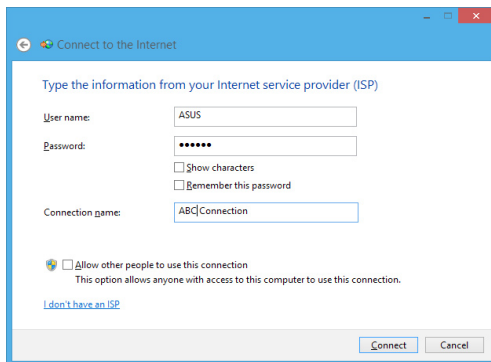 Connect to the Internet
Type the information from your Internet service provider (ISP)
User name: ASUS
Password: ••••••
Show characters
Remember this password
Connection name: ABC Connection
Allow other people to use this connection
This option allows anyone with access to this computer to use this connection.
I don't have an ISP
Connect Cancel